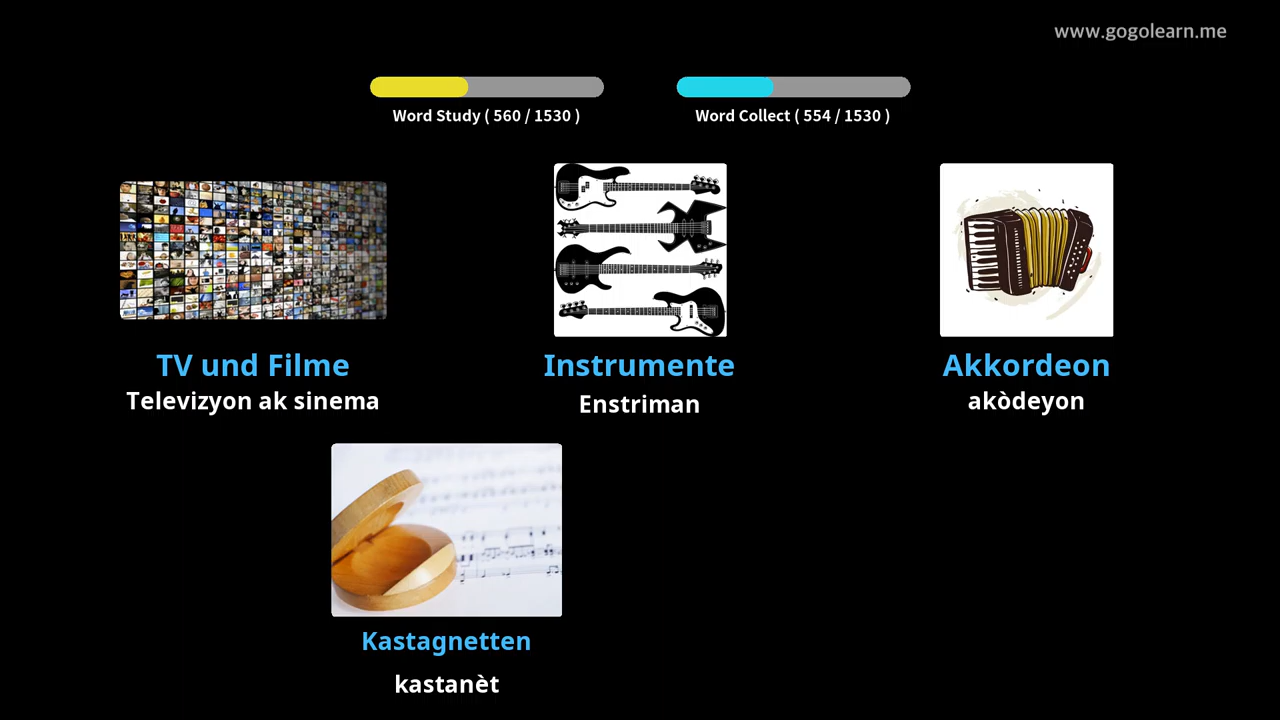 www.gogolearn.me
Word Study ( 560 / 1530 )
Word Collect ( 554 / 1530 )
TV und Filme
Televizyon ak sinema
Instrumente
Enstriman
Akkordeon
akòdeyon
Kastagnetten
kastanèt